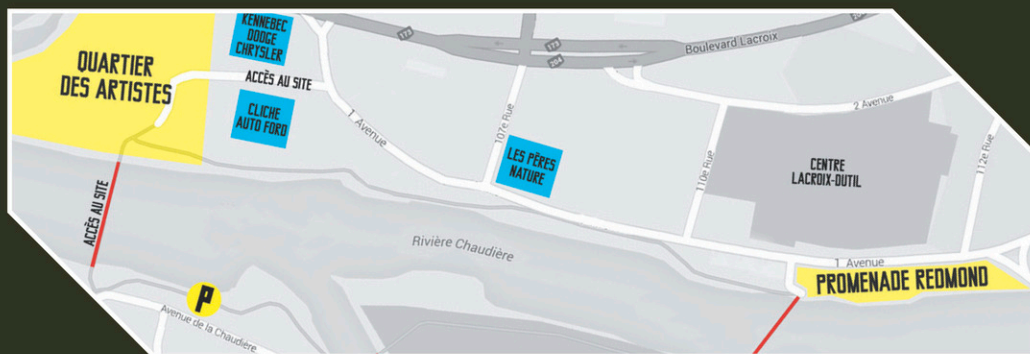 KENNEBEC
DODGE
CHRYSLER
173
173
204
Boulevard Lacroix
QUARTIER
DES ARTISTES
ACCÈS AU SITE
CLICHE
AUTO FORD
1 Avenue
107e Rue
2 Avenue
LES PÈRES
NATURE
110e Rue
CENTRE
LACROIX-DUTIL
112e Rue
ACCÈS AU SITE
Rivière Chaudière
1 Avenue
PROMENADE REDMOND
P
Avenue de la Chaudière